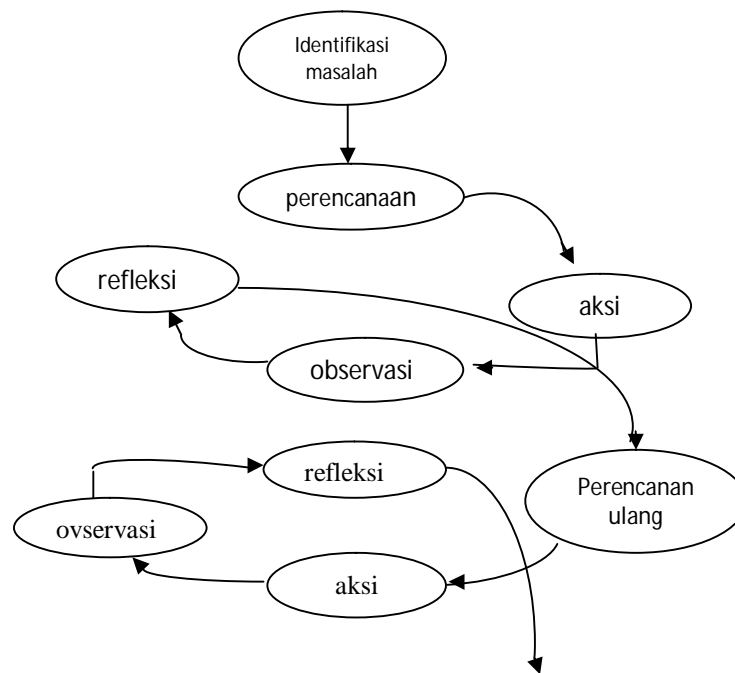 Identifikasi
masalah
perencanaan
refleksi
aksi
observasi
refleksi
Perencanan
ulang
ovservasi
aksi